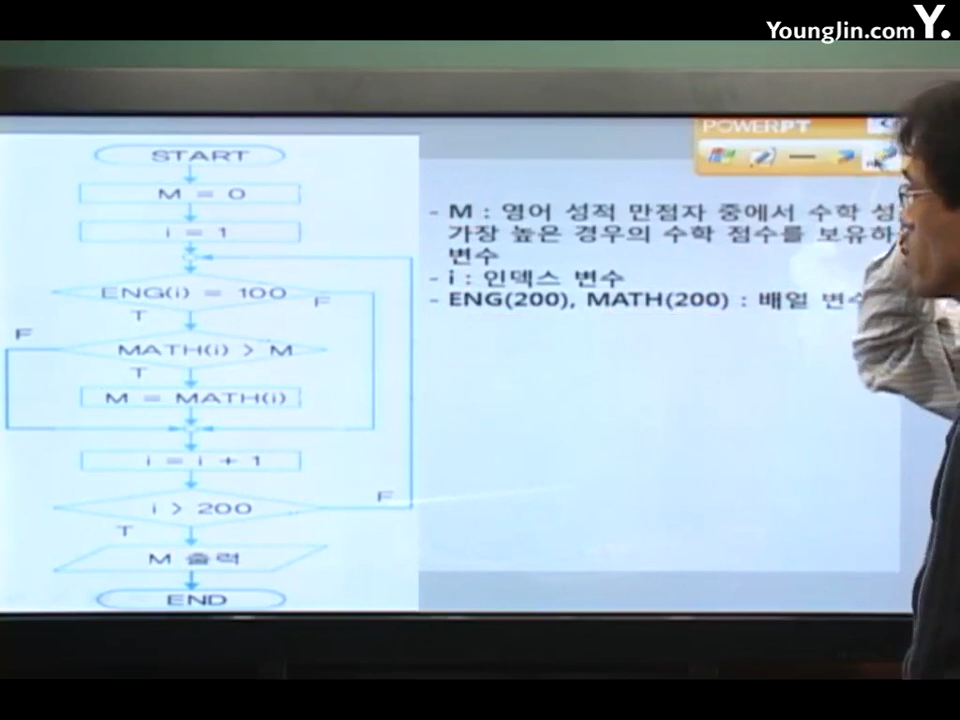 YoungJin.com Y.
POWERPT
START
M = 0
i = 1
ENG(i) = 100
F
T
F
MATH(i) > M
T
M = MATH(i)
i = i + 1
i > 200
F
T
M 출력
END
- M : 영어 성적 만점자 중에서 수학 성
가장 높은 경우의 수학 점수를 보유하
변수
- i : 인덱스 변수
- ENG(200), MATH(200) : 배열 변수